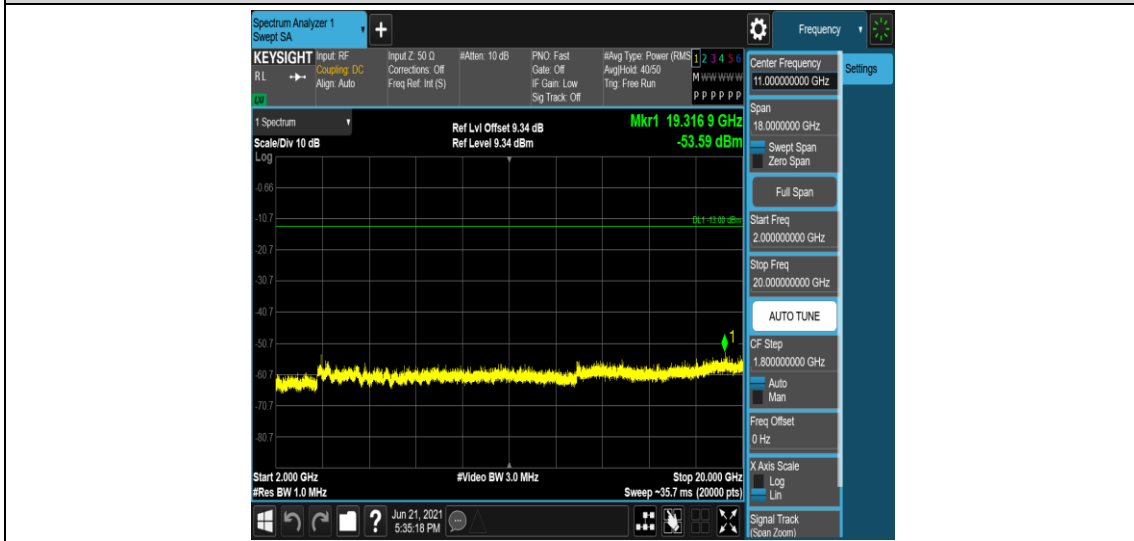 Spectrum Analyzer 1
Swept SA
+
Frequency
KEYSIGHT
RL
LXI
Input: RF
Coupling: DC
Align: Auto
Input Z: 50 Ω
Corrections: Off
Freq Ref: Int (S)
#Atten: 10 dB
PNO: Fast
Gate: Off
IF Gain: Low
Sig Track: Off
#Avg Type: Power (RMS
Avg|Hold: 40/50
Trig: Free Run
1 2 3 4 5 6
M W W W W W
P P P P P P
1 Spectrum
Scale/Div 10 dB
Log
Ref Lvl Offset 9.34 dB
Ref Level 9.34 dBm
Mkr1 19.316 9 GHz
-53.59 dBm
-0.66
-10.7
DL1 -13.00 dBm
-20.7
-30.7
-40.7
-50.7
1
-60.7
-70.7
-80.7
Start 2.000 GHz
#Res BW 1.0 MHz
#Video BW 3.0 MHz
Stop 20.000 GHz
Sweep ~35.7 ms (20000 pts)
?
Jun 21, 2021
5:35:18 PM
Center Frequency
11.000000000 GHz
Settings
Span
18.0000000 GHz
Swept Span
Zero Span
Full Span
Start Freq
2.000000000 GHz
Stop Freq
20.000000000 GHz
AUTO TUNE
CF Step
1.800000000 GHz
Auto
Man
Freq Offset
0 Hz
X Axis Scale
Log
Lin
Signal Track
(Span Zoom)